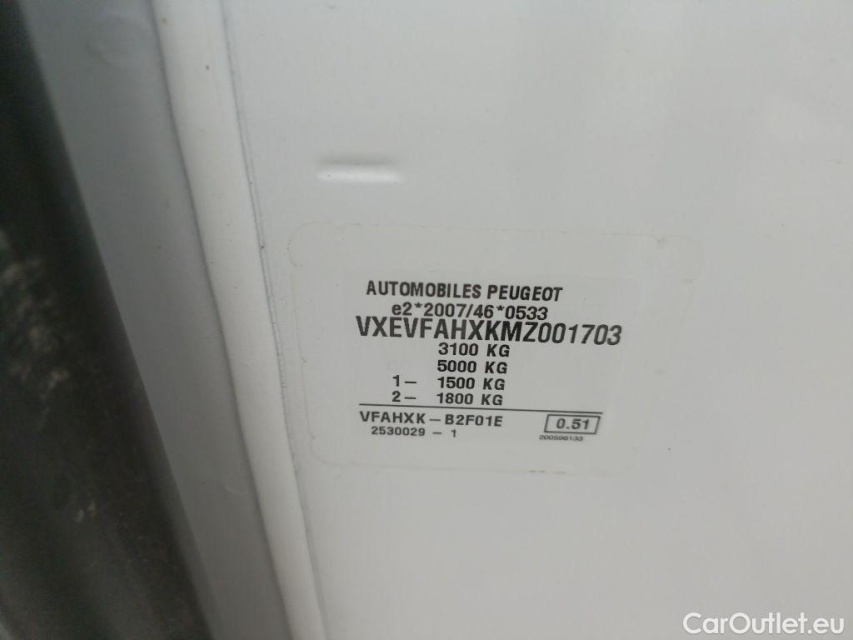 AUTOMOBILES PEUGEOT
e2*2007/46*0533
VXEVFAHXKMZ001703
3100 KG
5000 KG
1– 1500 KG
2– 1800 KG
VFAHXK – B2F01E
0.51
2530029 – 1
CarOutlet.eu